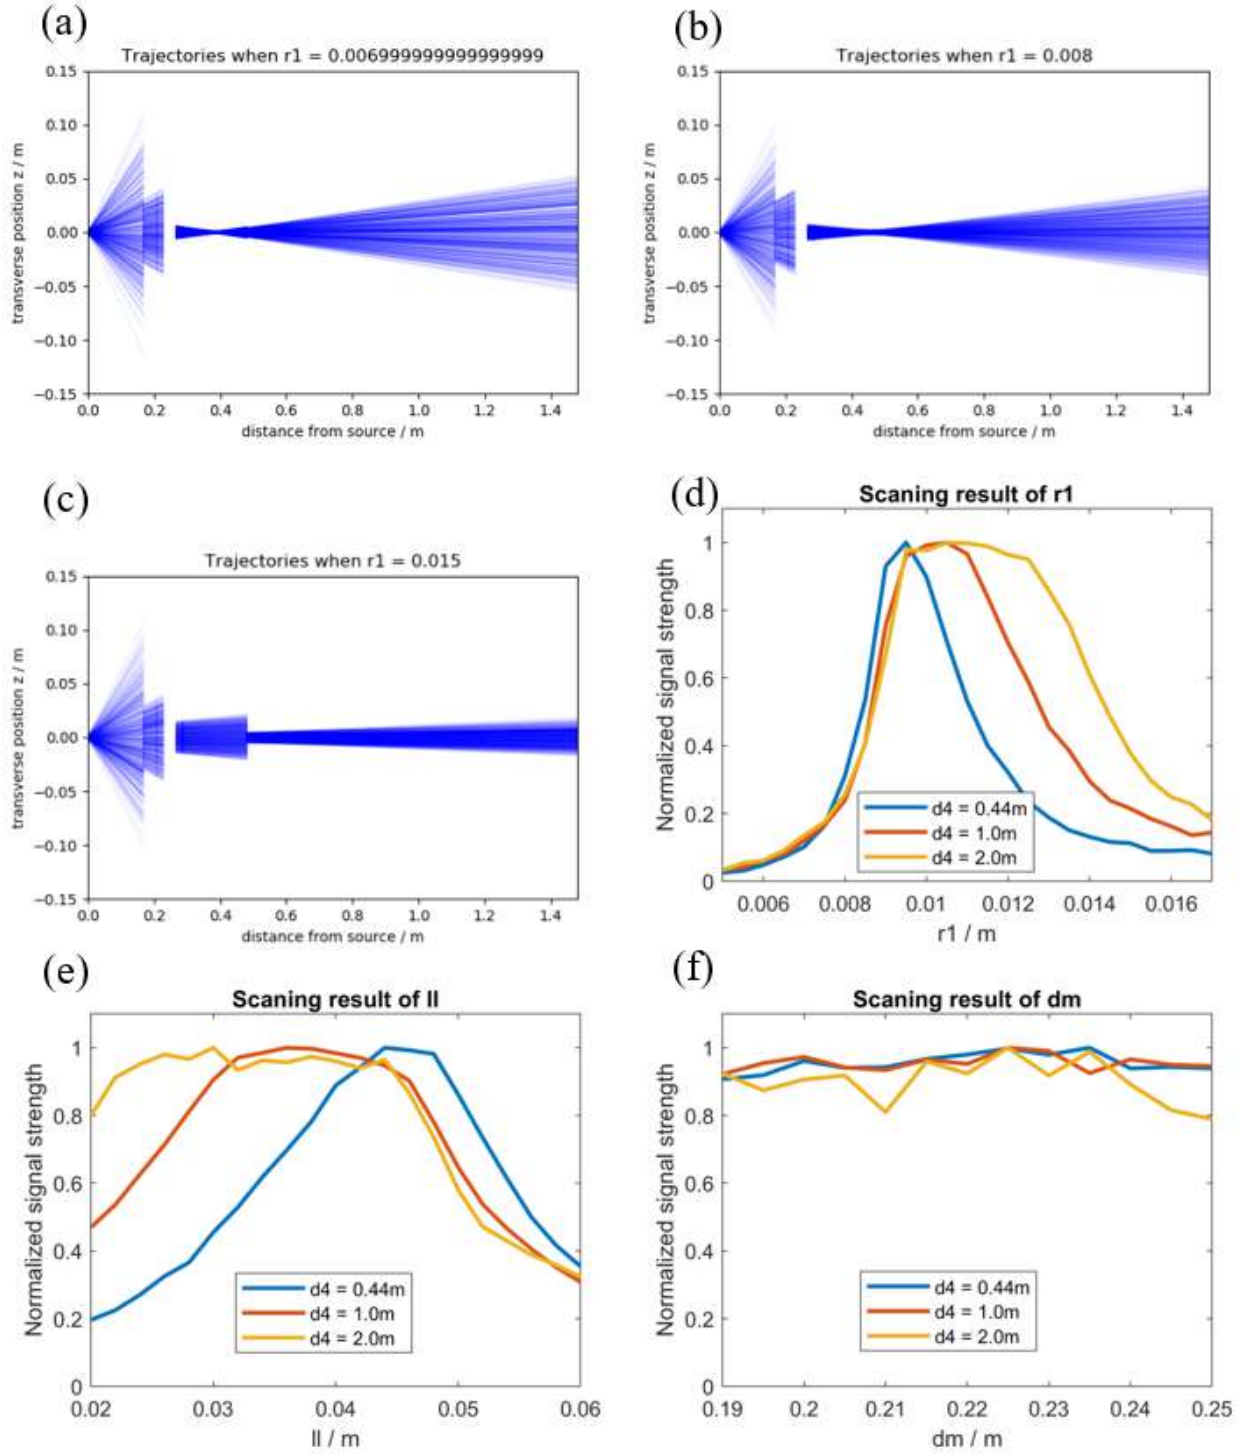 (a)
Trajectories when r1 = 0.006999999999999999
0.15
0.10
0.05
0.00
−0.05
−0.10
−0.15
transverse position z / m
0.0 0.2 0.4 0.6 0.8 1.0 1.2 1.4
distance from source / m
(b)
Trajectories when r1 = 0.008
0.15
0.10
0.05
0.00
−0.05
−0.10
−0.15
transverse position z / m
0.0 0.2 0.4 0.6 0.8 1.0 1.2 1.4
distance from source / m
(c)
Trajectories when r1 = 0.015
0.15
0.10
0.05
0.00
−0.05
−0.10
−0.15
transverse position z / m
0.0 0.2 0.4 0.6 0.8 1.0 1.2 1.4
distance from source / m
(d)
Scaning result of r1
1
0.8
0.6
0.4
0.2
0
Normalized signal strength
d4 = 0.44m
d4 = 1.0m
d4 = 2.0m
0.006 0.008 0.01 0.012 0.014 0.016
r1 / m
(e)
Scaning result of ll
1
0.8
0.6
0.4
0.2
0
Normalized signal strength
d4 = 0.44m
d4 = 1.0m
d4 = 2.0m
0.02 0.03 0.04 0.05 0.06
ll / m
(f)
Scaning result of dm
1
0.8
0.6
0.4
0.2
0
Normalized signal strength
d4 = 0.44m
d4 = 1.0m
d4 = 2.0m
0.19 0.2 0.21 0.22 0.23 0.24 0.25
dm / m